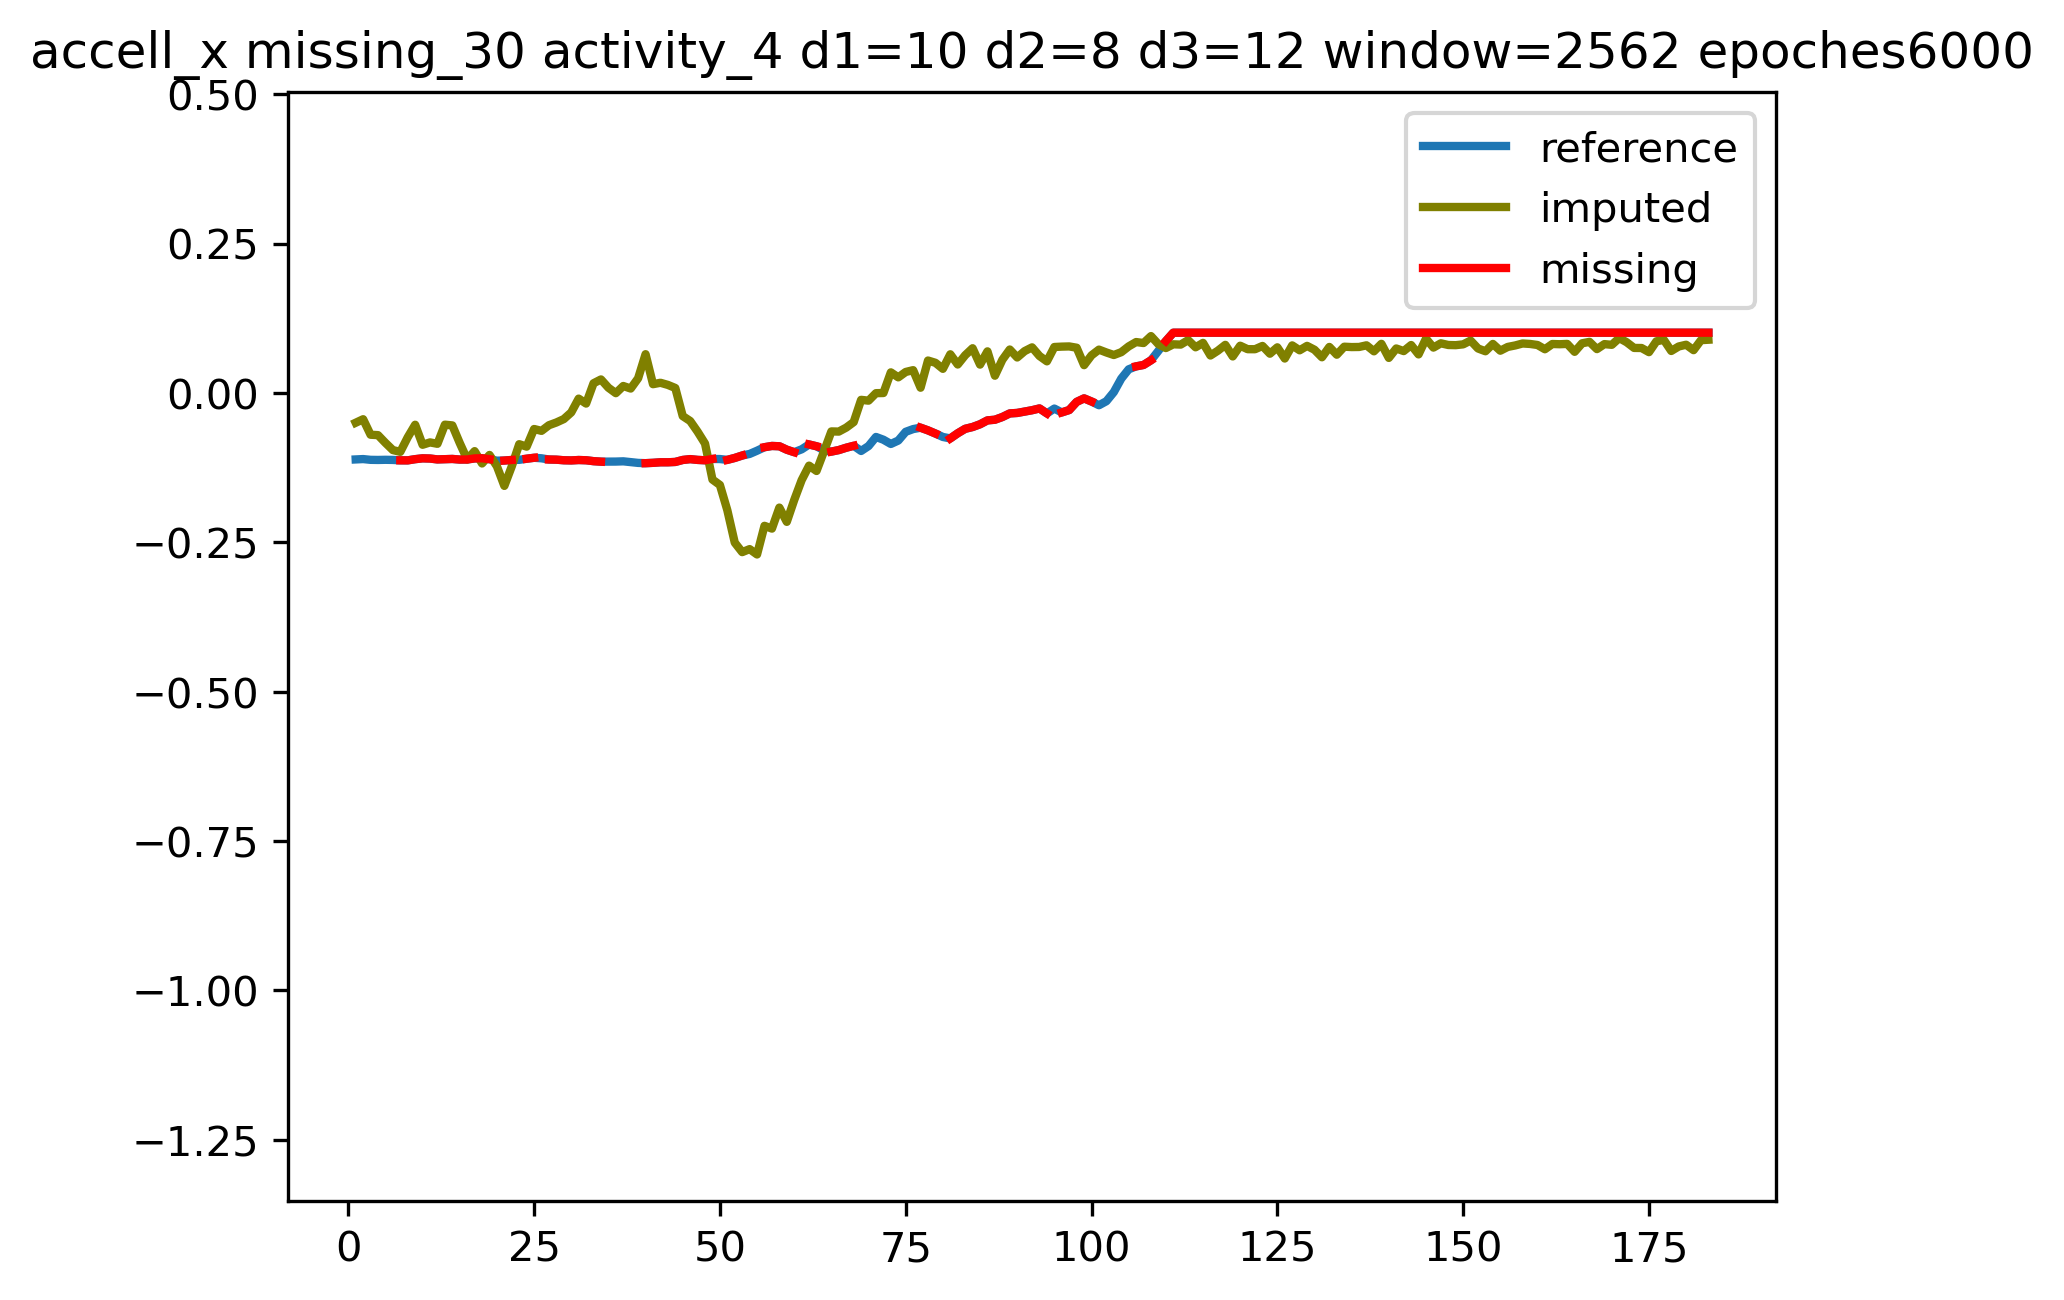 accell_x missing_30 activity_4 d1=10 d2=8 d3=12 window=2562 epoches6000
0.50
0.25
0.00
−0.25
−0.50
−0.75
−1.00
−1.25
reference
imputed
missing
0 25 50 75 100 125 150 175